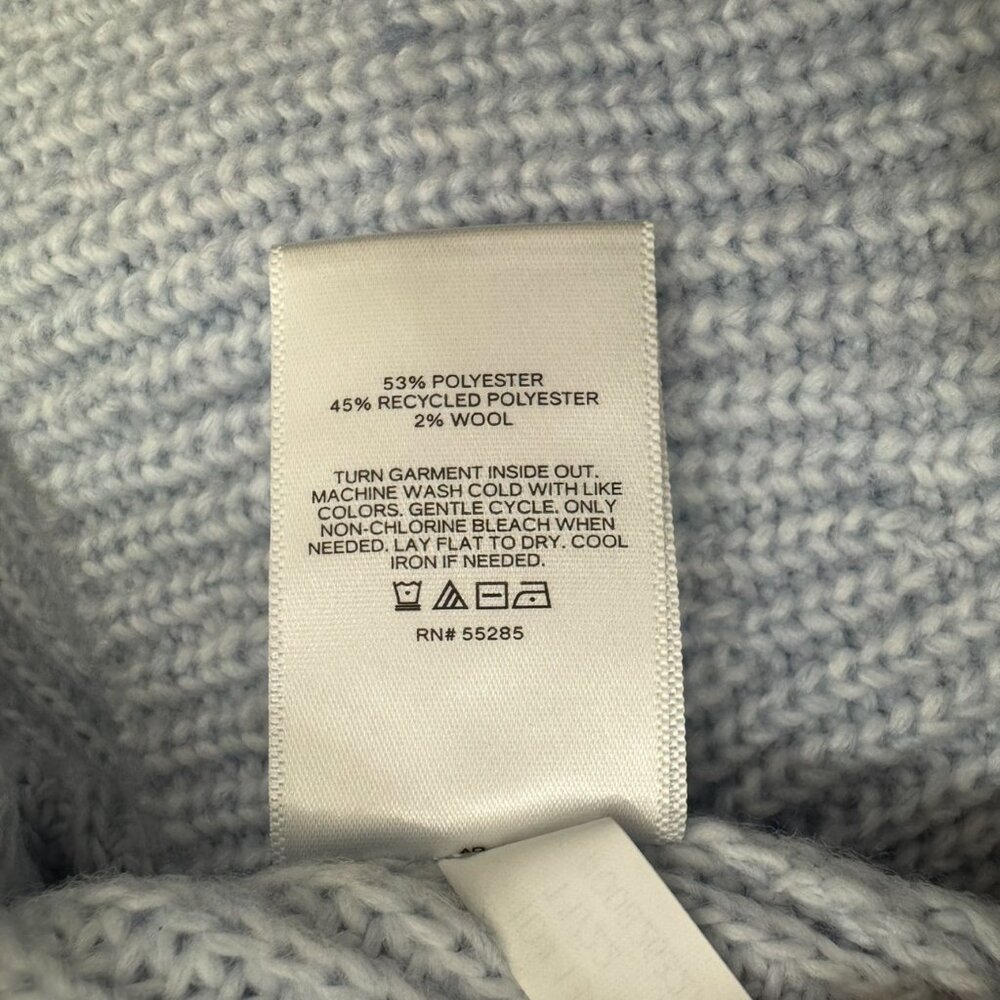 53% POLYESTER
45% RECYCLED POLYESTER
2% WOOL
TURN GARMENT INSIDE OUT.
MACHINE WASH COLD WITH LIKE
COLORS. GENTLE CYCLE. ONLY
NON-CHLORINE BLEACH WHEN
NEEDED. LAY FLAT TO DRY. COOL
IRON IF NEEDED.
RN# 55285